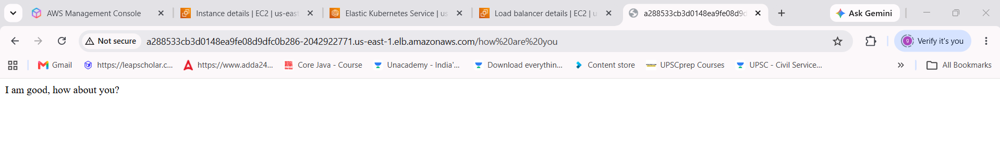 AWS Management Console
Instance details | EC2 | us-east
Elastic Kubernetes Service | us
Load balancer details | EC2 | u
a288533cb3d0148ea9fe08d9d
Ask Gemini
Not secure
a288533cb3d0148ea9fe08d9dfc0b286-2042922771.us-east-1.elb.amazonaws.com/how%20are%20you
g
Verify it's you
Gmail
https://leapscholar.c...
https://www.adda24...
Core Java - Course
Unacademy - India'...
Download everythin...
Content store
UPSCprep Courses
UPSC - Civil Service...
All Bookmarks
I am good, how about you?